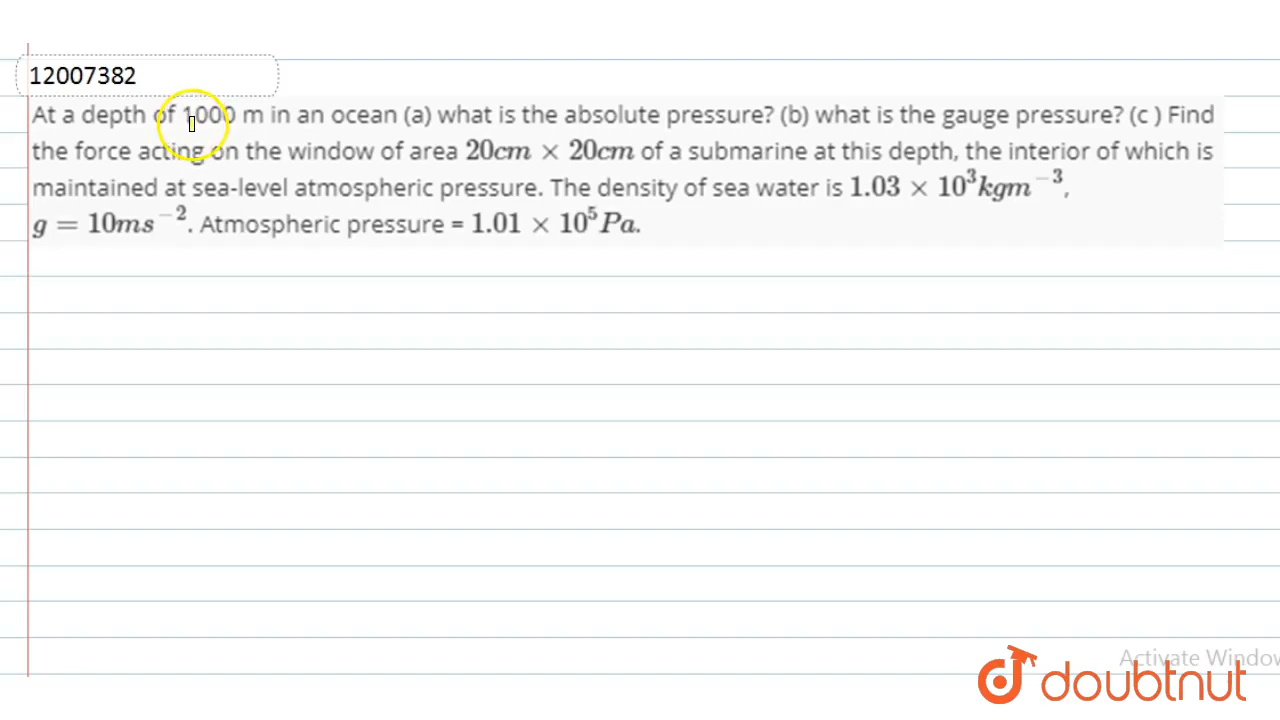 12007382
At a depth of 1000 m in an ocean (a) what is the absolute pressure? (b) what is the gauge pressure? (c ) Find
the force acting on the window of area 20cm × 20cm of a submarine at this depth, the interior of which is
maintained at sea-level atmospheric pressure. The density of sea water is 1.03 × 10³kgm⁻³,
g = 10ms⁻². Atmospheric pressure = 1.01 × 10⁵Pa.
Activate Window
doubtnut